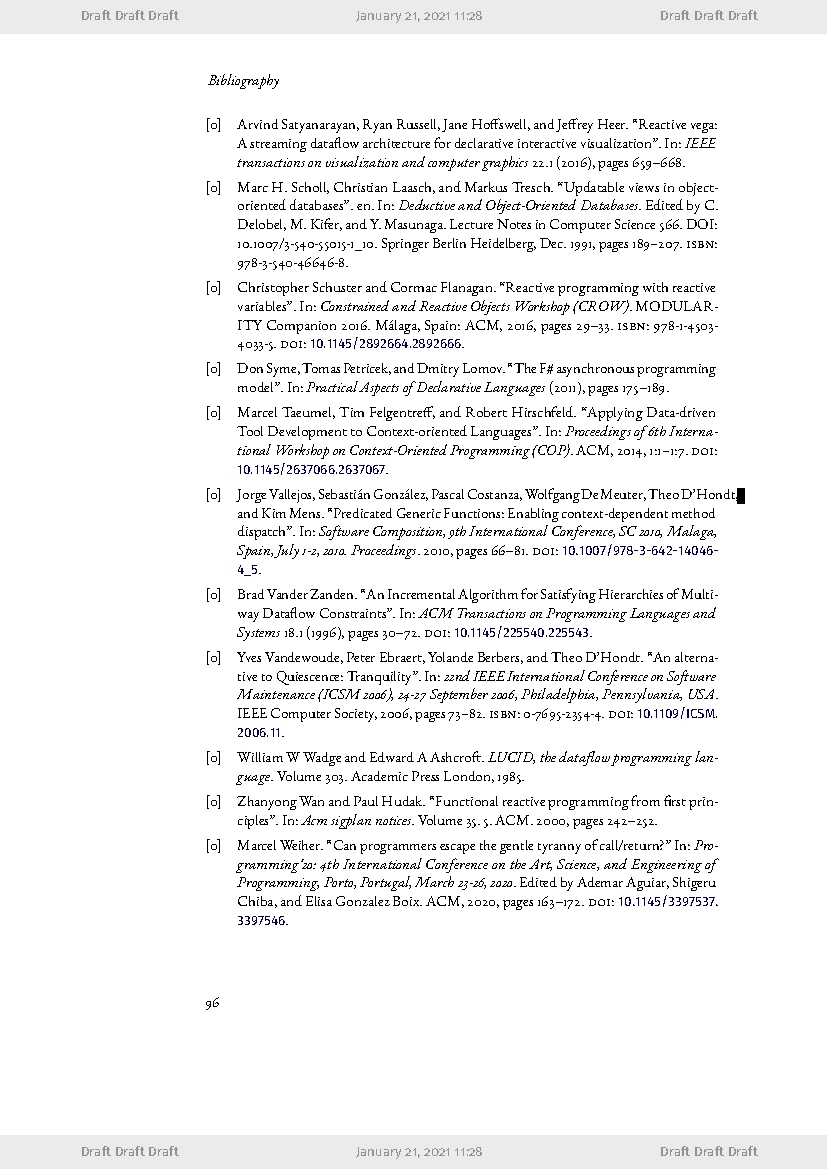 Draft Draft Draft January 21, 2021 11:28 Draft Draft Draft
Bibliography
[0] Arvind Satyanarayan, Ryan Russell, Jane Hoffswell, and Jeffrey Heer. “Reactive vega:
A streaming dataflow architecture for declarative interactive visualization”. In: IEEE
transactions on visualization and computer graphics 22.1 (2016), pages 659–668.
[0] Marc H. Scholl, Christian Laasch, and Markus Tresch. “Updatable views in object-
oriented databases”. en. In: Deductive and Object-Oriented Databases. Edited by C.
Delobel, M. Kifer, and Y. Masunaga. Lecture Notes in Computer Science 566. DOI:
10.1007/3-540-55015-1_10. Springer Berlin Heidelberg, Dec. 1991, pages 189–207. ISBN:
978-3-540-46646-8.
[0] Christopher Schuster and Cormac Flanagan. “Reactive programming with reactive
variables”. In: Constrained and Reactive Objects Workshop (CROW). MODULAR-
ITY Companion 2016. Málaga, Spain: ACM, 2016, pages 29–33. ISBN: 978-1-4503-
4033-5. DOI: 10.1145/2892664.2892666.
[0] Don Syme, Tomas Petricek, and Dmitry Lomov. “The F# asynchronous programming
model”. In: Practical Aspects of Declarative Languages (2011), pages 175–189.
[0] Marcel Taeumel, Tim Felgentreff, and Robert Hirschfeld. “Applying Data-driven
Tool Development to Context-oriented Languages”. In: Proceedings of 6th Interna-
tional Workshop on Context-Oriented Programming (COP). ACM, 2014, 1:1–1:7. DOI:
10.1145/2637066.2637067.
[0] Jorge Vallejos, Sebastián González, Pascal Costanza, Wolfgang De Meuter, Theo D’Hondt,
and Kim Mens. “Predicated Generic Functions: Enabling context-dependent method
dispatch”. In: Software Composition, 9th International Conference, SC 2010, Malaga,
Spain, July 1-2, 2010. Proceedings. 2010, pages 66–81. DOI: 10.1007/978-3-642-14046-
4_5.
[0] Brad Vander Zanden. “An Incremental Algorithm for Satisfying Hierarchies of Multi-
way Dataflow Constraints”. In: ACM Transactions on Programming Languages and
Systems 18.1 (1996), pages 30–72. DOI: 10.1145/225540.225543.
[0] Yves Vandewoude, Peter Ebraert, Yolande Berbers, and Theo D’Hondt. “An alterna-
tive to Quiescence: Tranquility”. In: 22nd IEEE International Conference on Software
Maintenance (ICSM 2006), 24-27 September 2006, Philadelphia, Pennsylvania, USA.
IEEE Computer Society, 2006, pages 73–82. ISBN: 0-7695-2354-4. DOI: 10.1109/ICSM.
2006.11.
[0] William W Wadge and Edward A Ashcroft. LUCID, the dataflow programming lan-
guage. Volume 303. Academic Press London, 1985.
[0] Zhanyong Wan and Paul Hudak. “Functional reactive programming from first prin-
ciples”. In: Acm sigplan notices. Volume 35. 5. ACM. 2000, pages 242–252.
[0] Marcel Weiher. “Can programmers escape the gentle tyranny of call/return?” In: Pro-
gramming’20: 4th International Conference on the Art, Science, and Engineering of
Programming, Porto, Portugal, March 23-26, 2020. Edited by Ademar Aguiar, Shigeru
Chiba, and Elisa Gonzalez Boix. ACM, 2020, pages 163–172. DOI: 10.1145/3397537.
3397546.
96
Draft Draft Draft January 21, 2021 11:28 Draft Draft Draft